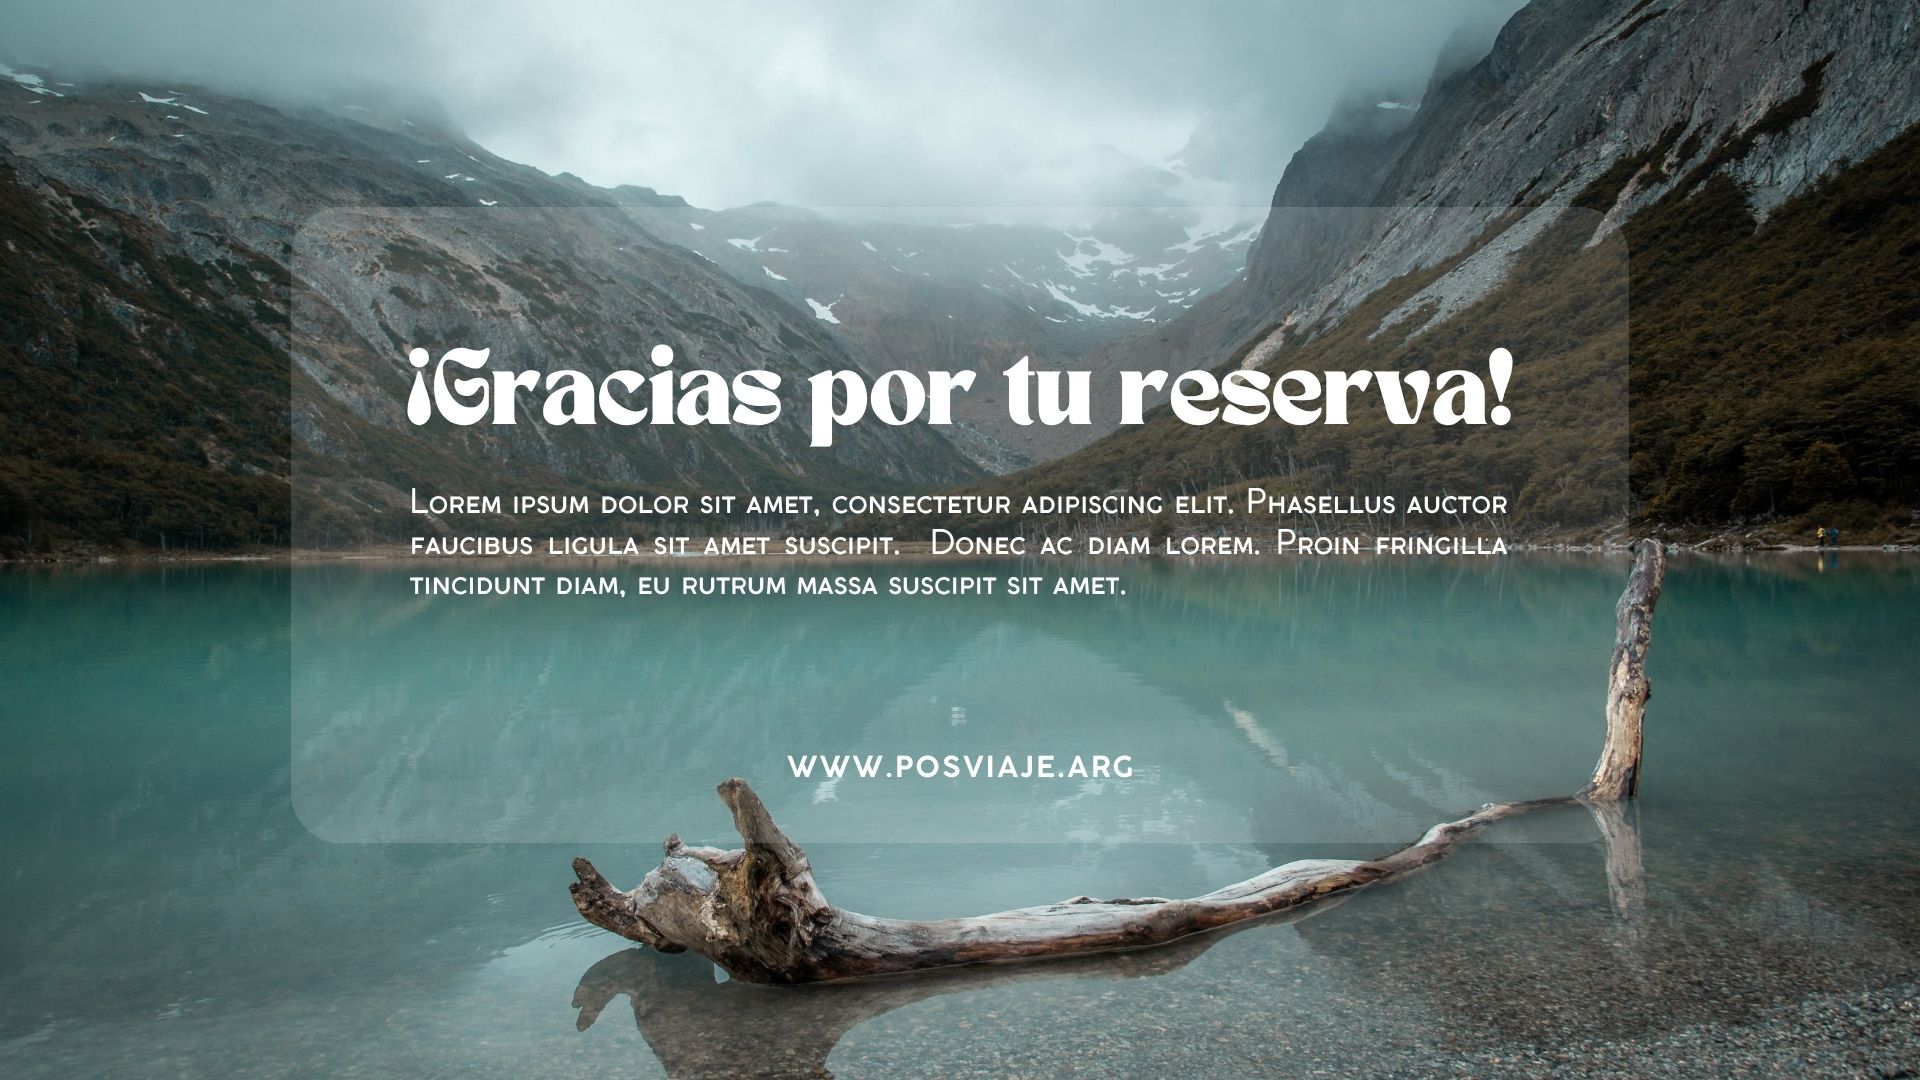 ¡Gracias por tu reserva!
Lorem ipsum dolor sit amet, consectetur adipiscing elit. Phasellus auctor
faucibus ligula sit amet suscipit. Donec ac diam lorem. Proin fringilla
tincidunt diam, eu rutrum massa suscipit sit amet.
WWW.POSVIAJE.ARG